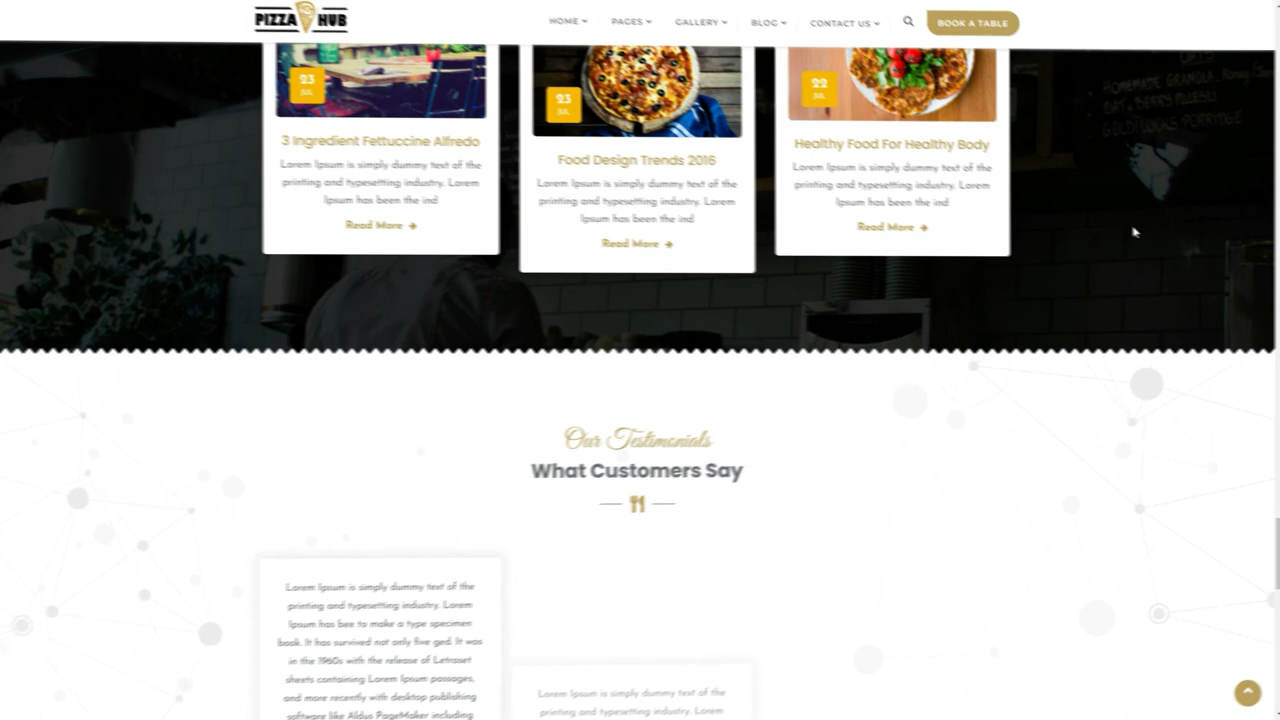 PIZZA HUB
HOME
PAGES
GALLERY
BLOG
CONTACT US
BOOK A TABLE
23
JUL
3 Ingredient Fettuccine Alfredo
Lorem Ipsum is simply dummy text of the
printing and typesetting industry. Lorem
Ipsum has been the ind
Read More
23
JUL
Food Design Trends 2016
Lorem Ipsum is simply dummy text of the
printing and typesetting industry. Lorem
Ipsum has been the ind
Read More
22
JUL
Healthy Food For Healthy Body
Lorem Ipsum is simply dummy text of the
printing and typesetting industry. Lorem
Ipsum has been the ind
Read More
HOMEMADE GRANOLA, Honey
Our Testimonials
What Customers Say
Lorem Ipsum is simply dummy text of the
printing and typesetting industry. Lorem
Ipsum has bee to make a type specimen
book. It has survived not only five ged. It was
in the 1960s with the release of Letraset
sheets containing Lorem Ipsum passages,
and more recently with desktop publishing
software like Aldus PageMaker including
Lorem Ipsum is simply dummy text of the
printing and typesetting industry. Lorem